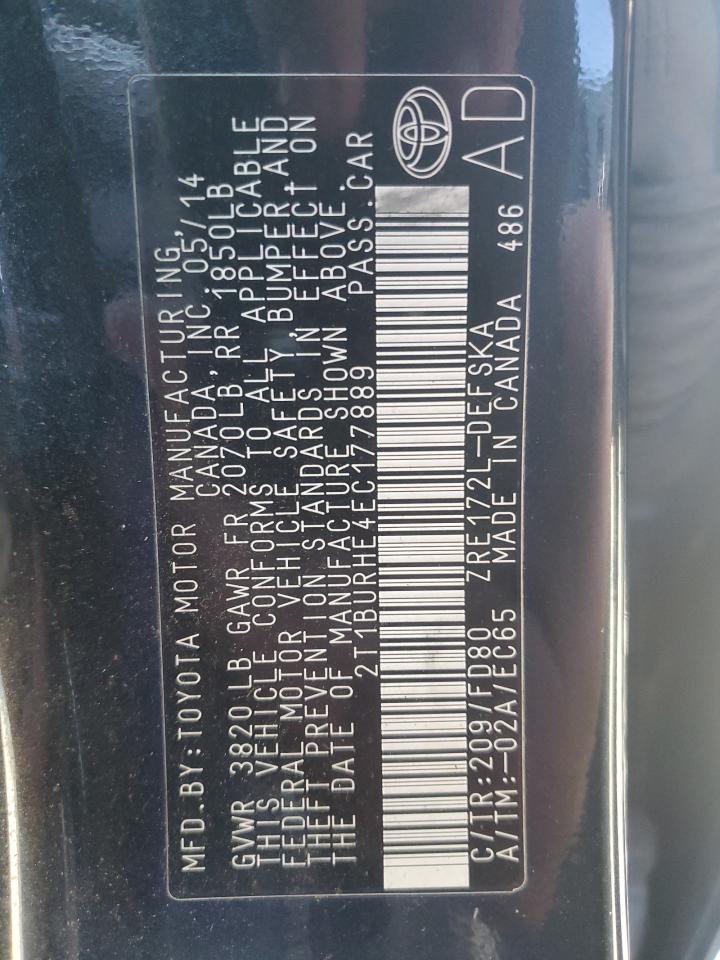 MFD.BY:TOYOTA MOTOR MANUFACTURING,
CANADA,INC. 05/14
GVWR 3820LB GAWR FR 2070LB,RR 1850LB
THIS VEHICLE CONFORMS TO ALL APPLICABLE
FEDERAL MOTOR VEHICLE SAFETY,BUMPER,AND
THEFT PREVENTION STANDARDS IN EFFECT ON
THE DATE OF MANUFACTURE SHOWN ABOVE.
2T1BURHE4EC177889 PASS.CAR
C/TR:209/FD80 ZRE172L-DEFSKA
A/TM:-02A/EC65 MADE IN CANADA 486
AD